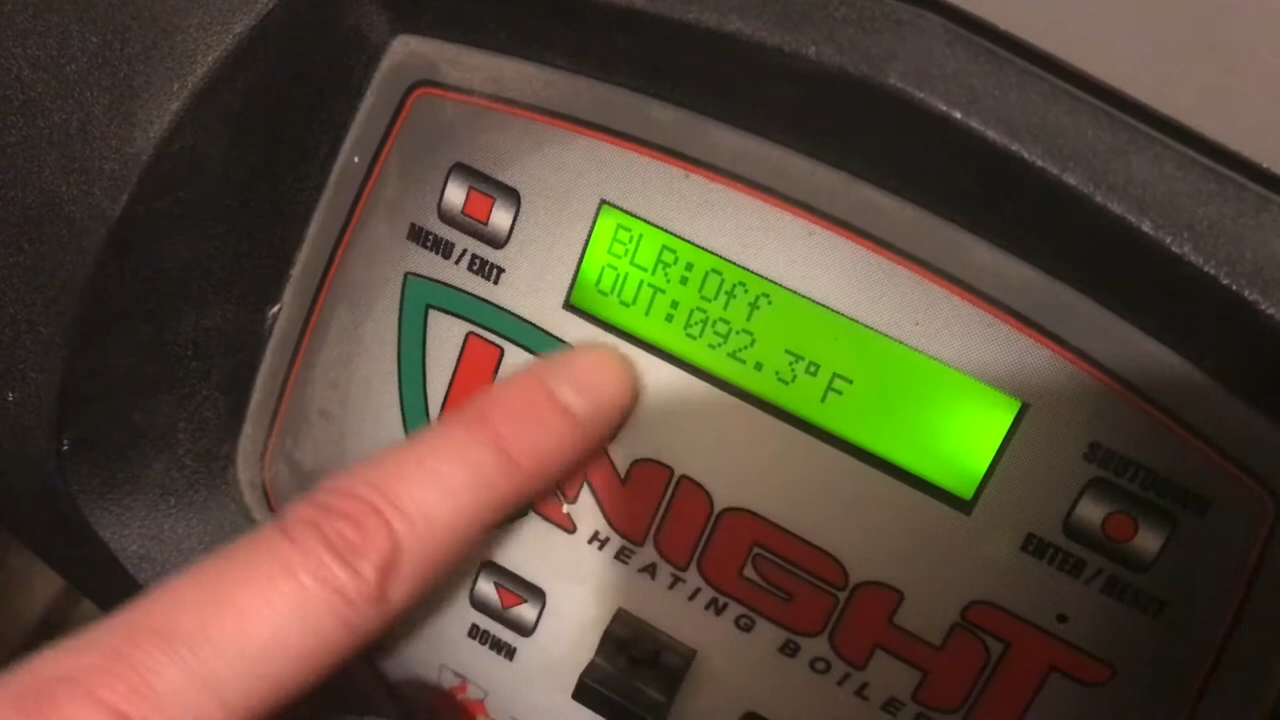 MENU / EXIT
BLR:Off
OUT:092.3°F
SHUTDOWN
ENTER / RESET
KNIGHT
HEATING BOILER
DOWN